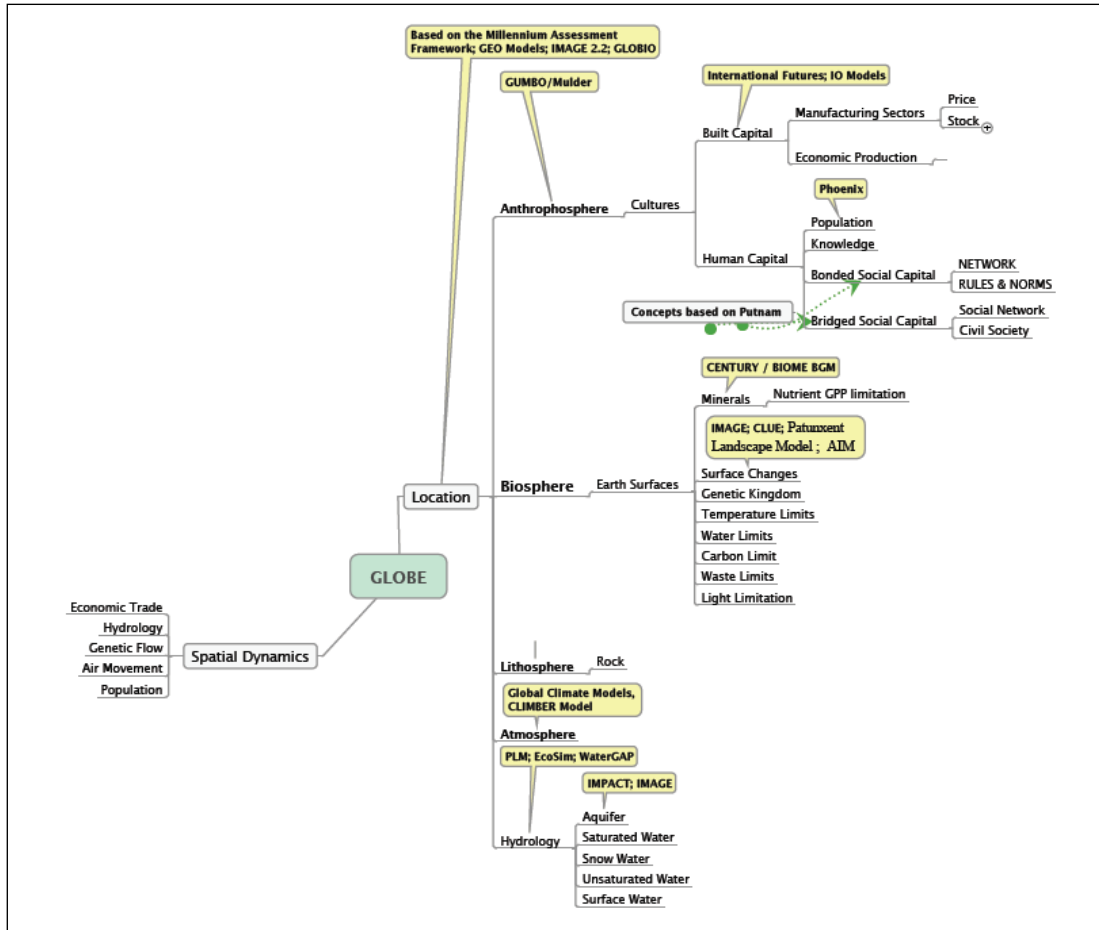 Based on the Millennium Assessment
Framework; GEO Models; IMAGE 2.2; GLOBIO
GUMBO/Mulder
International Futures; IO Models
Price
Manufacturing Sectors
Stock
Built Capital
Economic Production
Phoenix
Anthrophosphere
Cultures
Population
Knowledge
Human Capital
Bonded Social Capital
NETWORK
RULES & NORMS
Concepts based on Putnam
Bridged Social Capital
Social Network
Civil Society
CENTURY / BIOME BGM
Minerals
Nutrient GPP limitation
IMAGE; CLUE; Patunxent
Landscape Model ; AIM
Surface Changes
Biosphere
Earth Surfaces
Genetic Kingdom
Location
Temperature Limits
Water Limits
Carbon Limit
Waste Limits
Light Limitation
GLOBE
Economic Trade
Hydrology
Genetic Flow
Air Movement
Population
Spatial Dynamics
Lithosphere
Rock
Global Climate Models,
CLIMBER Model
Atmosphere
PLM; EcoSim; WaterGAP
IMPACT; IMAGE
Aquifer
Hydrology
Saturated Water
Snow Water
Unsaturated Water
Surface Water